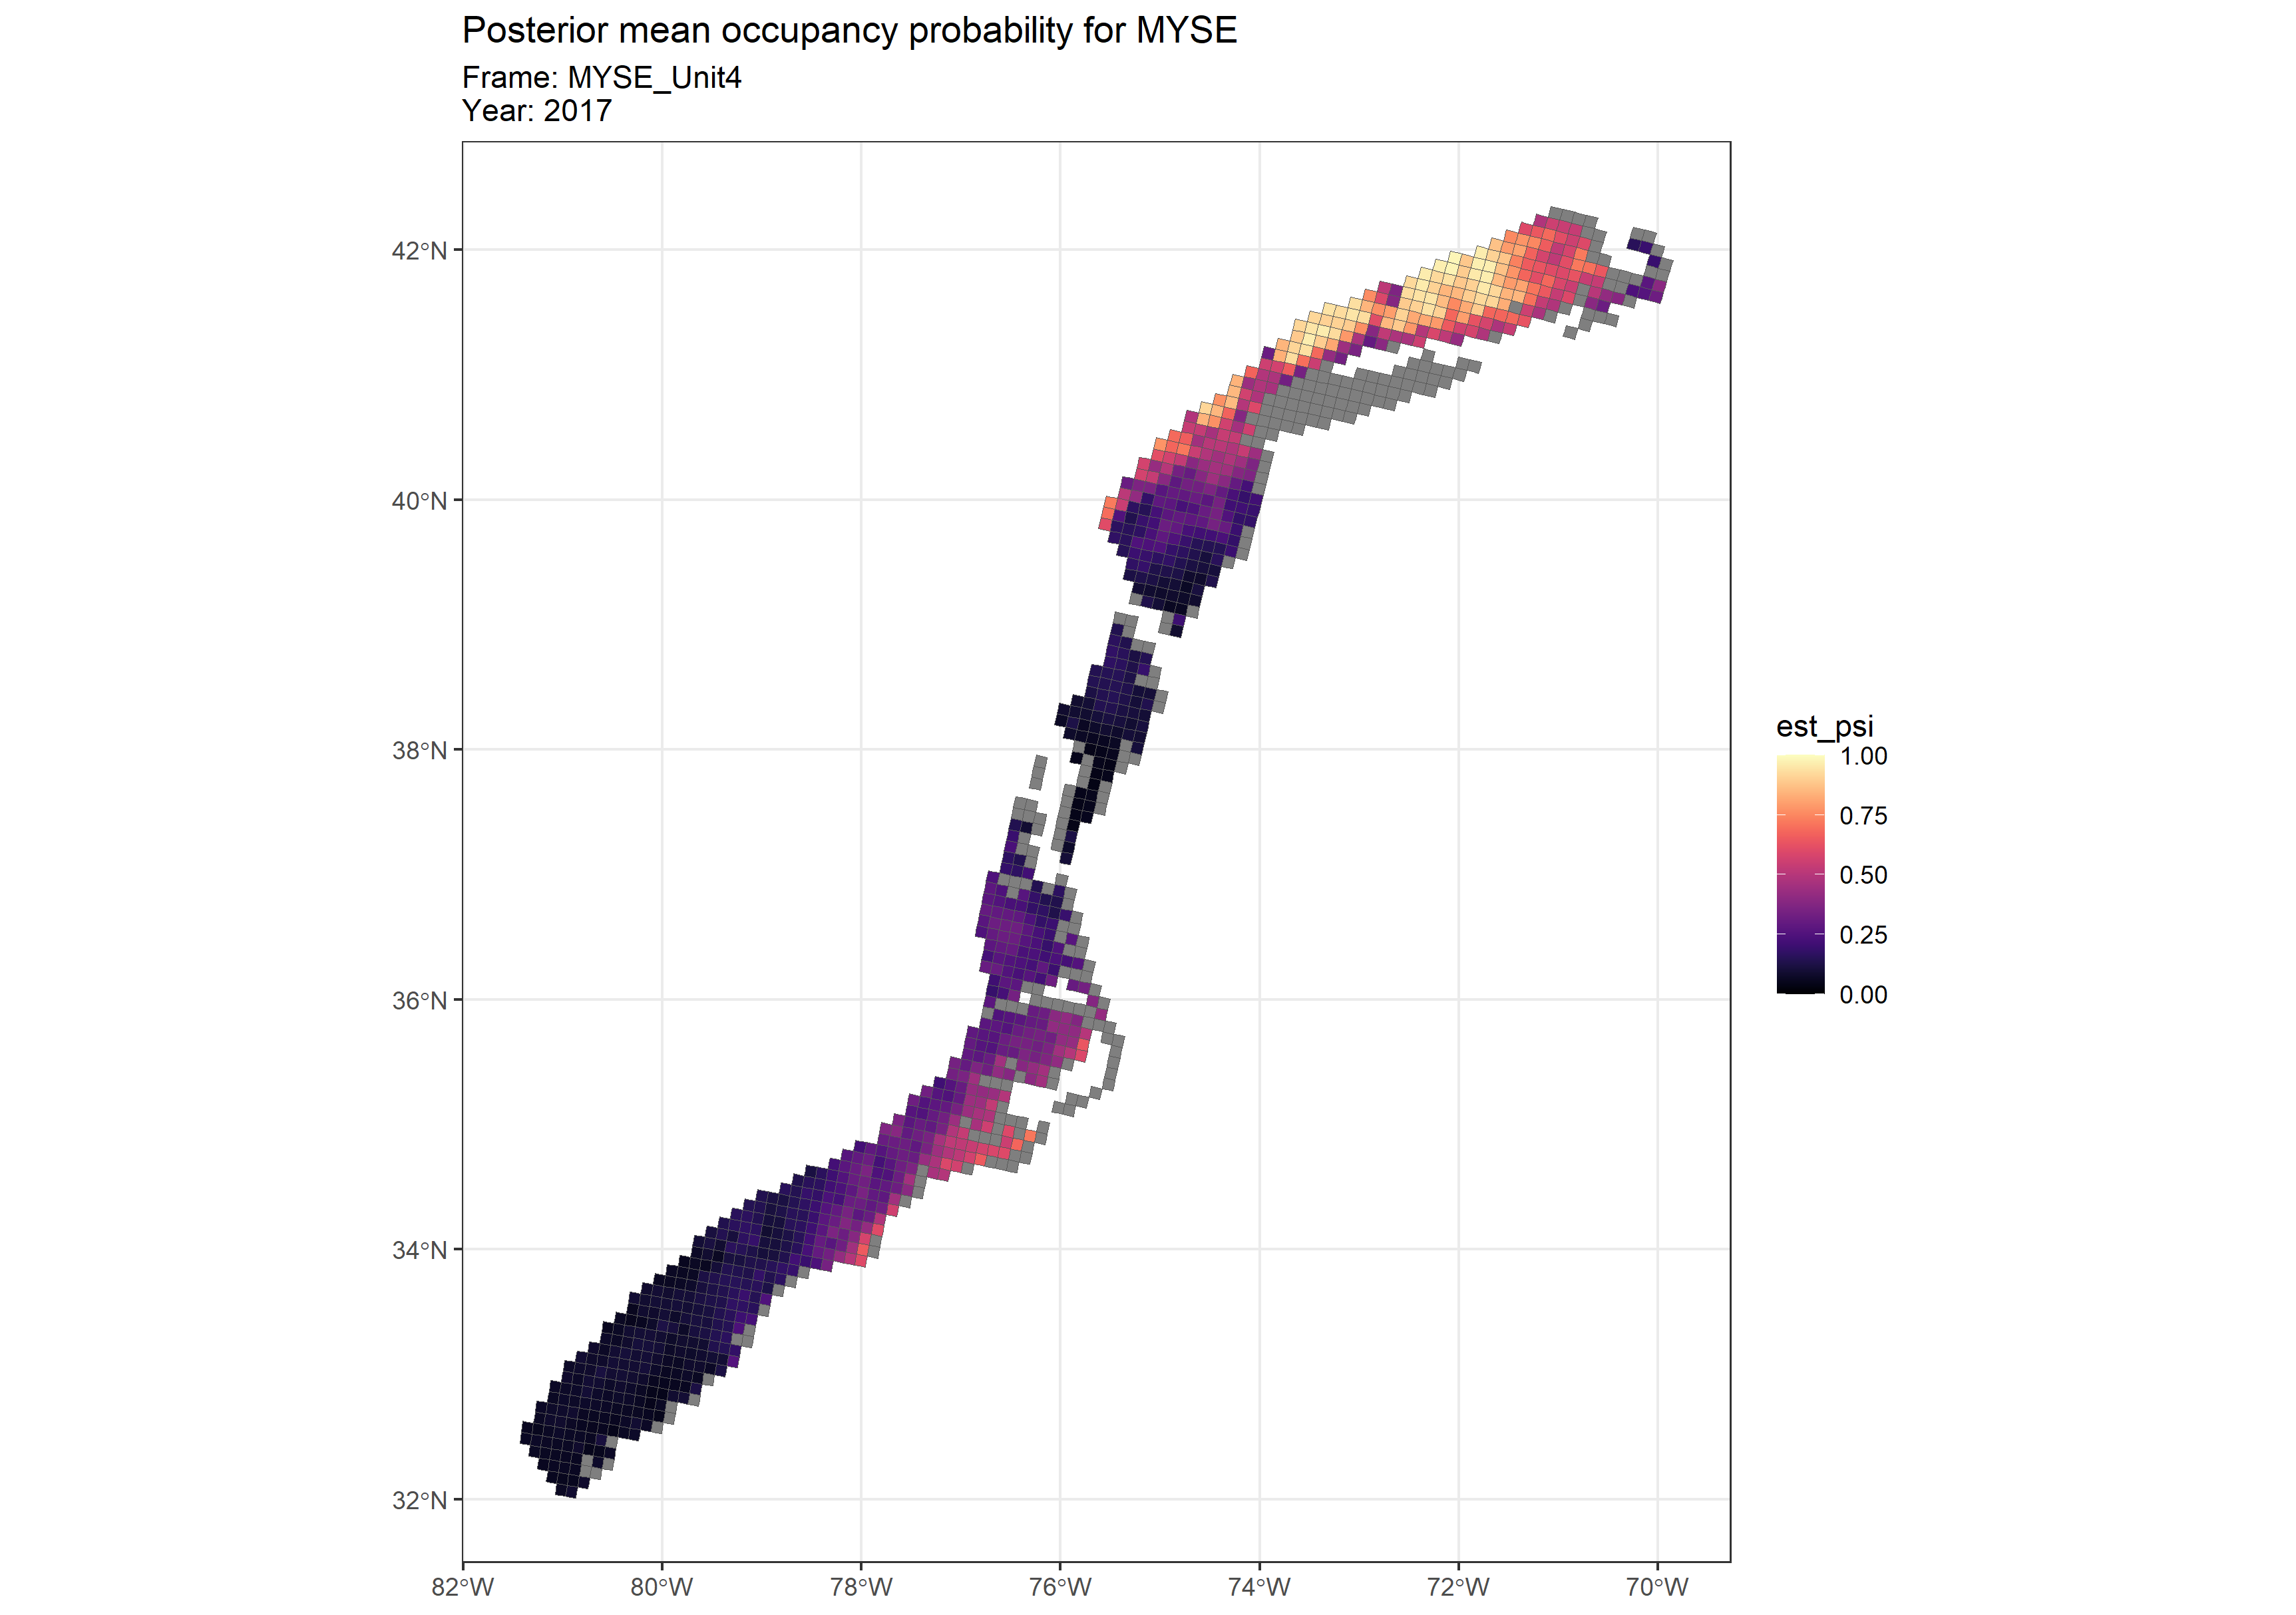 Posterior mean occupancy probability for MYSE
Frame: MYSE_Unit4
Year: 2017
42°N
40°N
38°N
36°N
34°N
32°N
82°W
80°W
78°W
76°W
74°W
72°W
70°W
est_psi
1.00
0.75
0.50
0.25
0.00